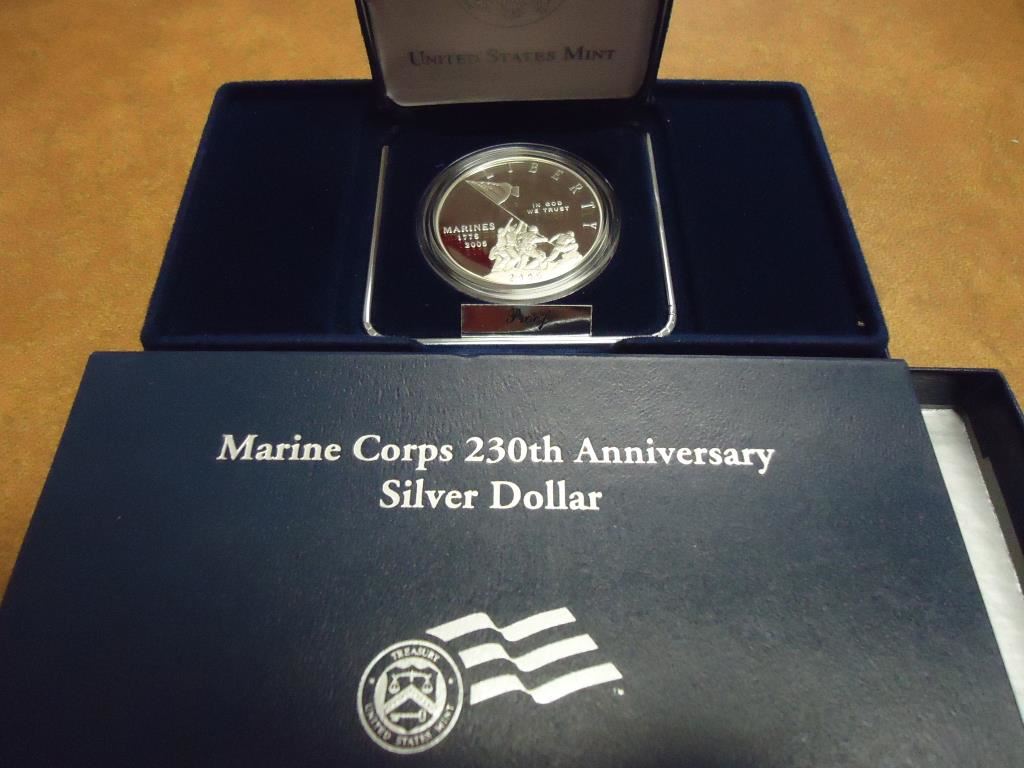 UNITED STATES MINT
LIBERTY
IN GOD
WE TRUST
MARINES
1775
2005
2005
Proof
Marine Corps 230th Anniversary
Silver Dollar
TREASURY
UNITED STATES MINT